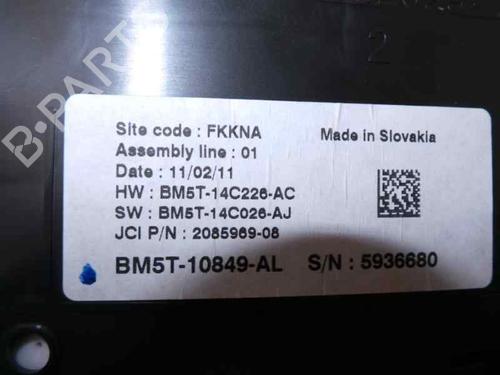 2
Site code : FKKNA
Made in Slovakia
Assembly line : 01
Date : 11/02/11
HW : BM5T-14C226-AC
SW : BM5T-14C026-AJ
JCI P/N : 2085969-08
BM5T-10849-AL S/N : 5936680
B-PARTS